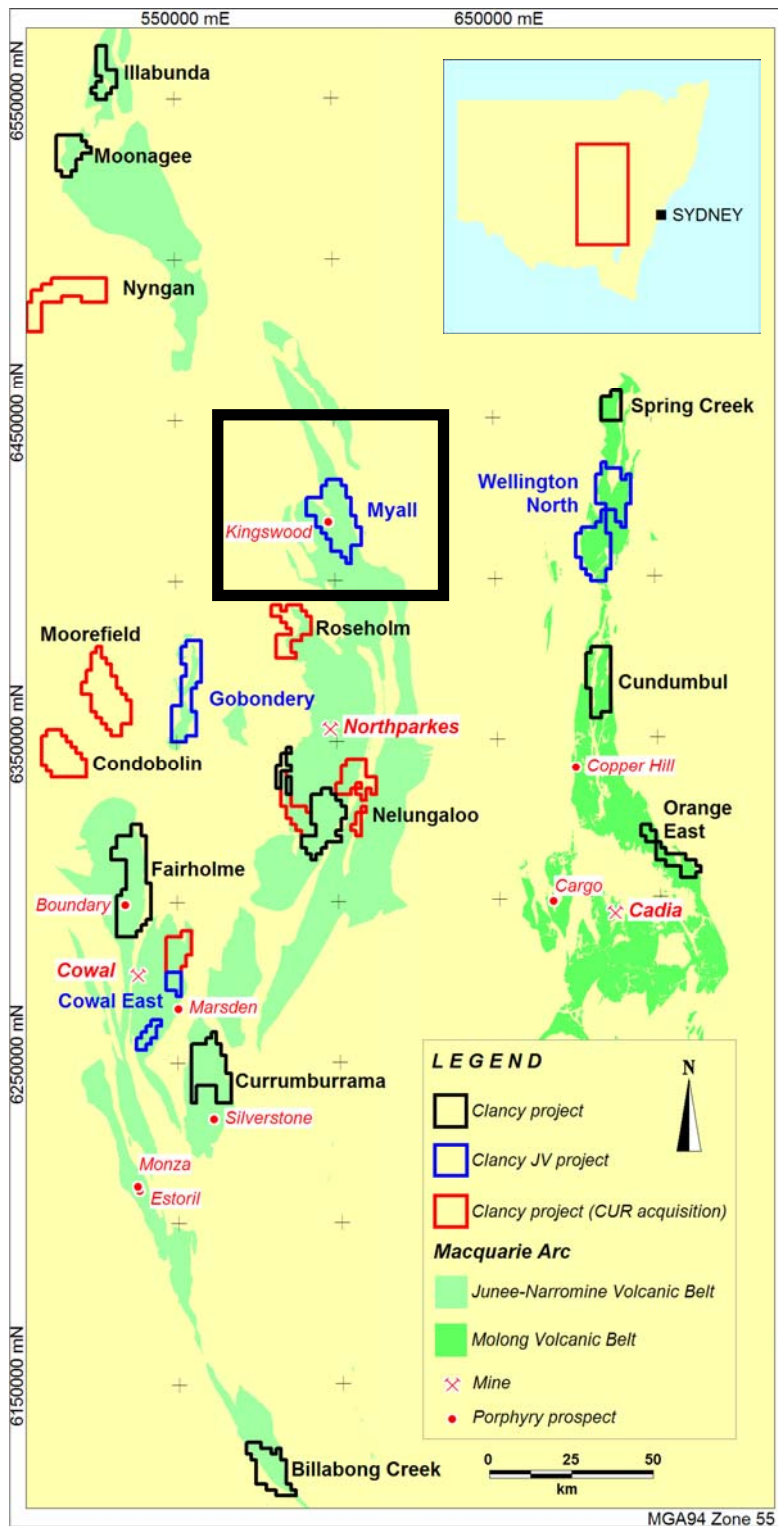 550000 mE
650000 mE
6550000 mN
Illabunda
Moonagee
SYDNEY
Nyngan
6450000 mN
Spring Creek
Wellington
North
Myall
Kingswood
Roseholm
Moorefield
Gobondery
Cundumbul
Northparkes
6350000 mN
Condobolin
Copper Hill
Nelungaloo
Orange
East
Fairholme
Boundary
Cargo
Cadia
Cowal
Cowal East
Marsden
6250000 mN
Currumburrama
Silverstone
Monza
Estoril
LEGEND
N
Clancy project
Clancy JV project
Clancy project (CUR acquisition)
Macquarie Arc
Junee-Narromine Volcanic Belt
Molong Volcanic Belt
Mine
Porphyry prospect
6150000 mN
Billabong Creek
0 25 50
km
MGA94 Zone 55